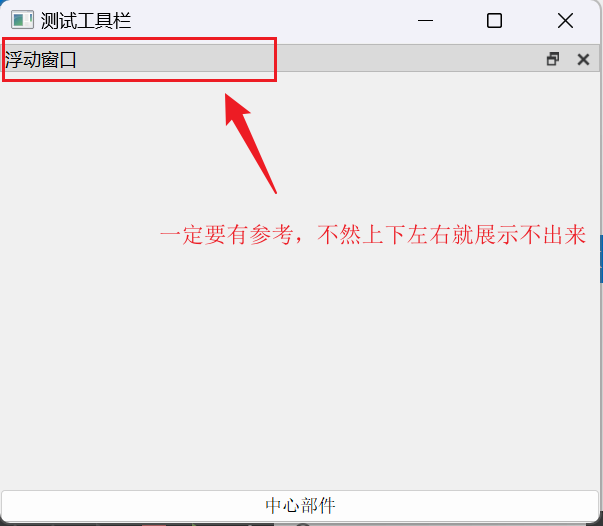 测试工具栏
浮动窗口
一定要有参考，不然上下左右就展示不出来
中心部件